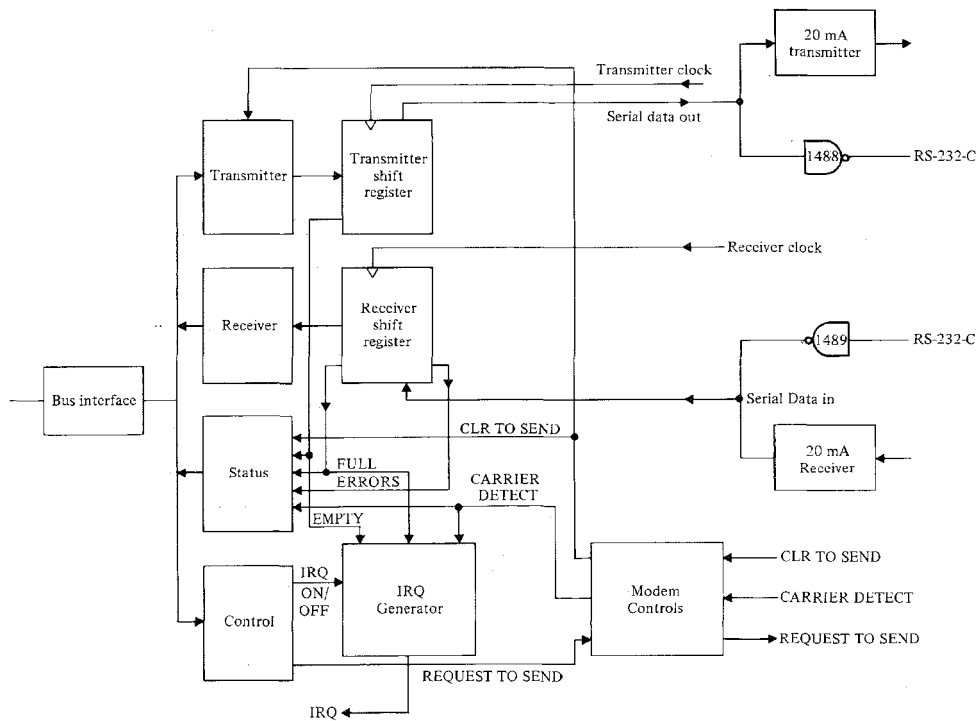 20 mA
transmitter
Transmitter clock
Serial data out
1488
RS-232-C
Transmitter
Transmitter
shift
register
Receiver clock
Receiver
Receiver
shift
register
1489
RS-232-C
Bus interface
Serial Data in
CLR TO SEND
Status
FULL
ERRORS
CARRIER
DETECT
20 mA
Receiver
EMPTY
IRQ
ON/
OFF
Control
IRQ
Generator
Modem
Controls
CLR TO SEND
CARRIER DETECT
REQUEST TO SEND
REQUEST TO SEND
IRQ